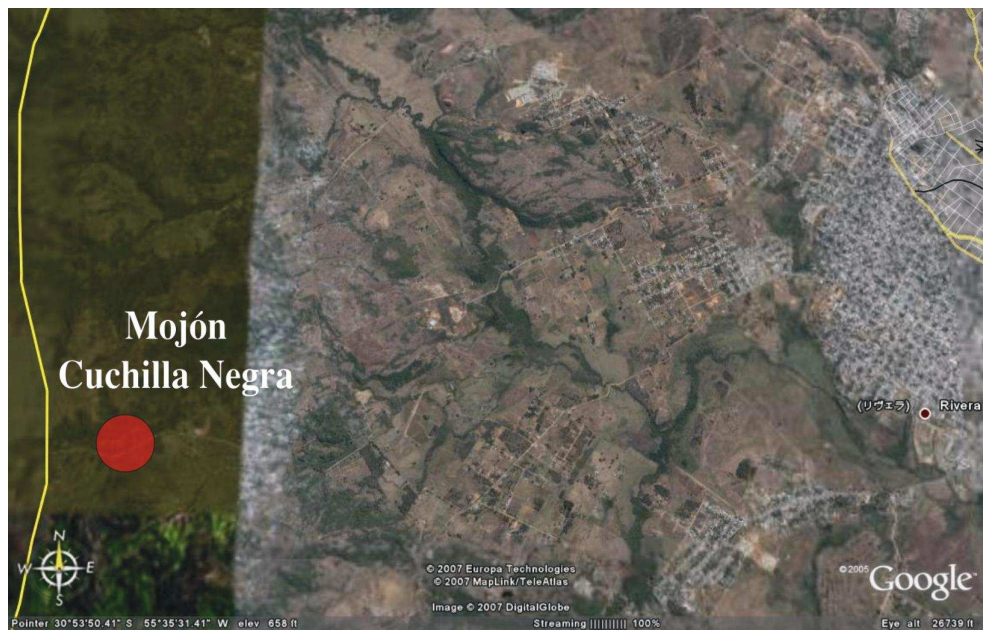 Mojón
Cuchilla Negra
(リヴェラ) Rivera
N
W E
S
© 2007 Europa Technologies
© 2007 MapLink/TeleAtlas
Image © 2007 DigitalGlobe
©2005 Google™
Pointer 30°53'50.41" S 55°35'31.41" W elev 658 ft Streaming |||||||||| 100% Eye alt 26739 ft